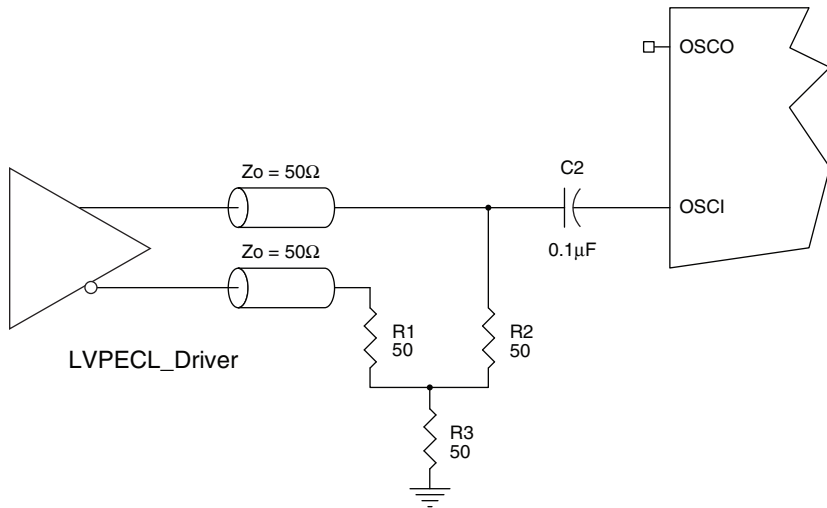 OSCO
Zo = 50Ω
C2
OSCI
0.1µF
Zo = 50Ω
R1
50
R2
50
LVPECL_Driver
R3
50